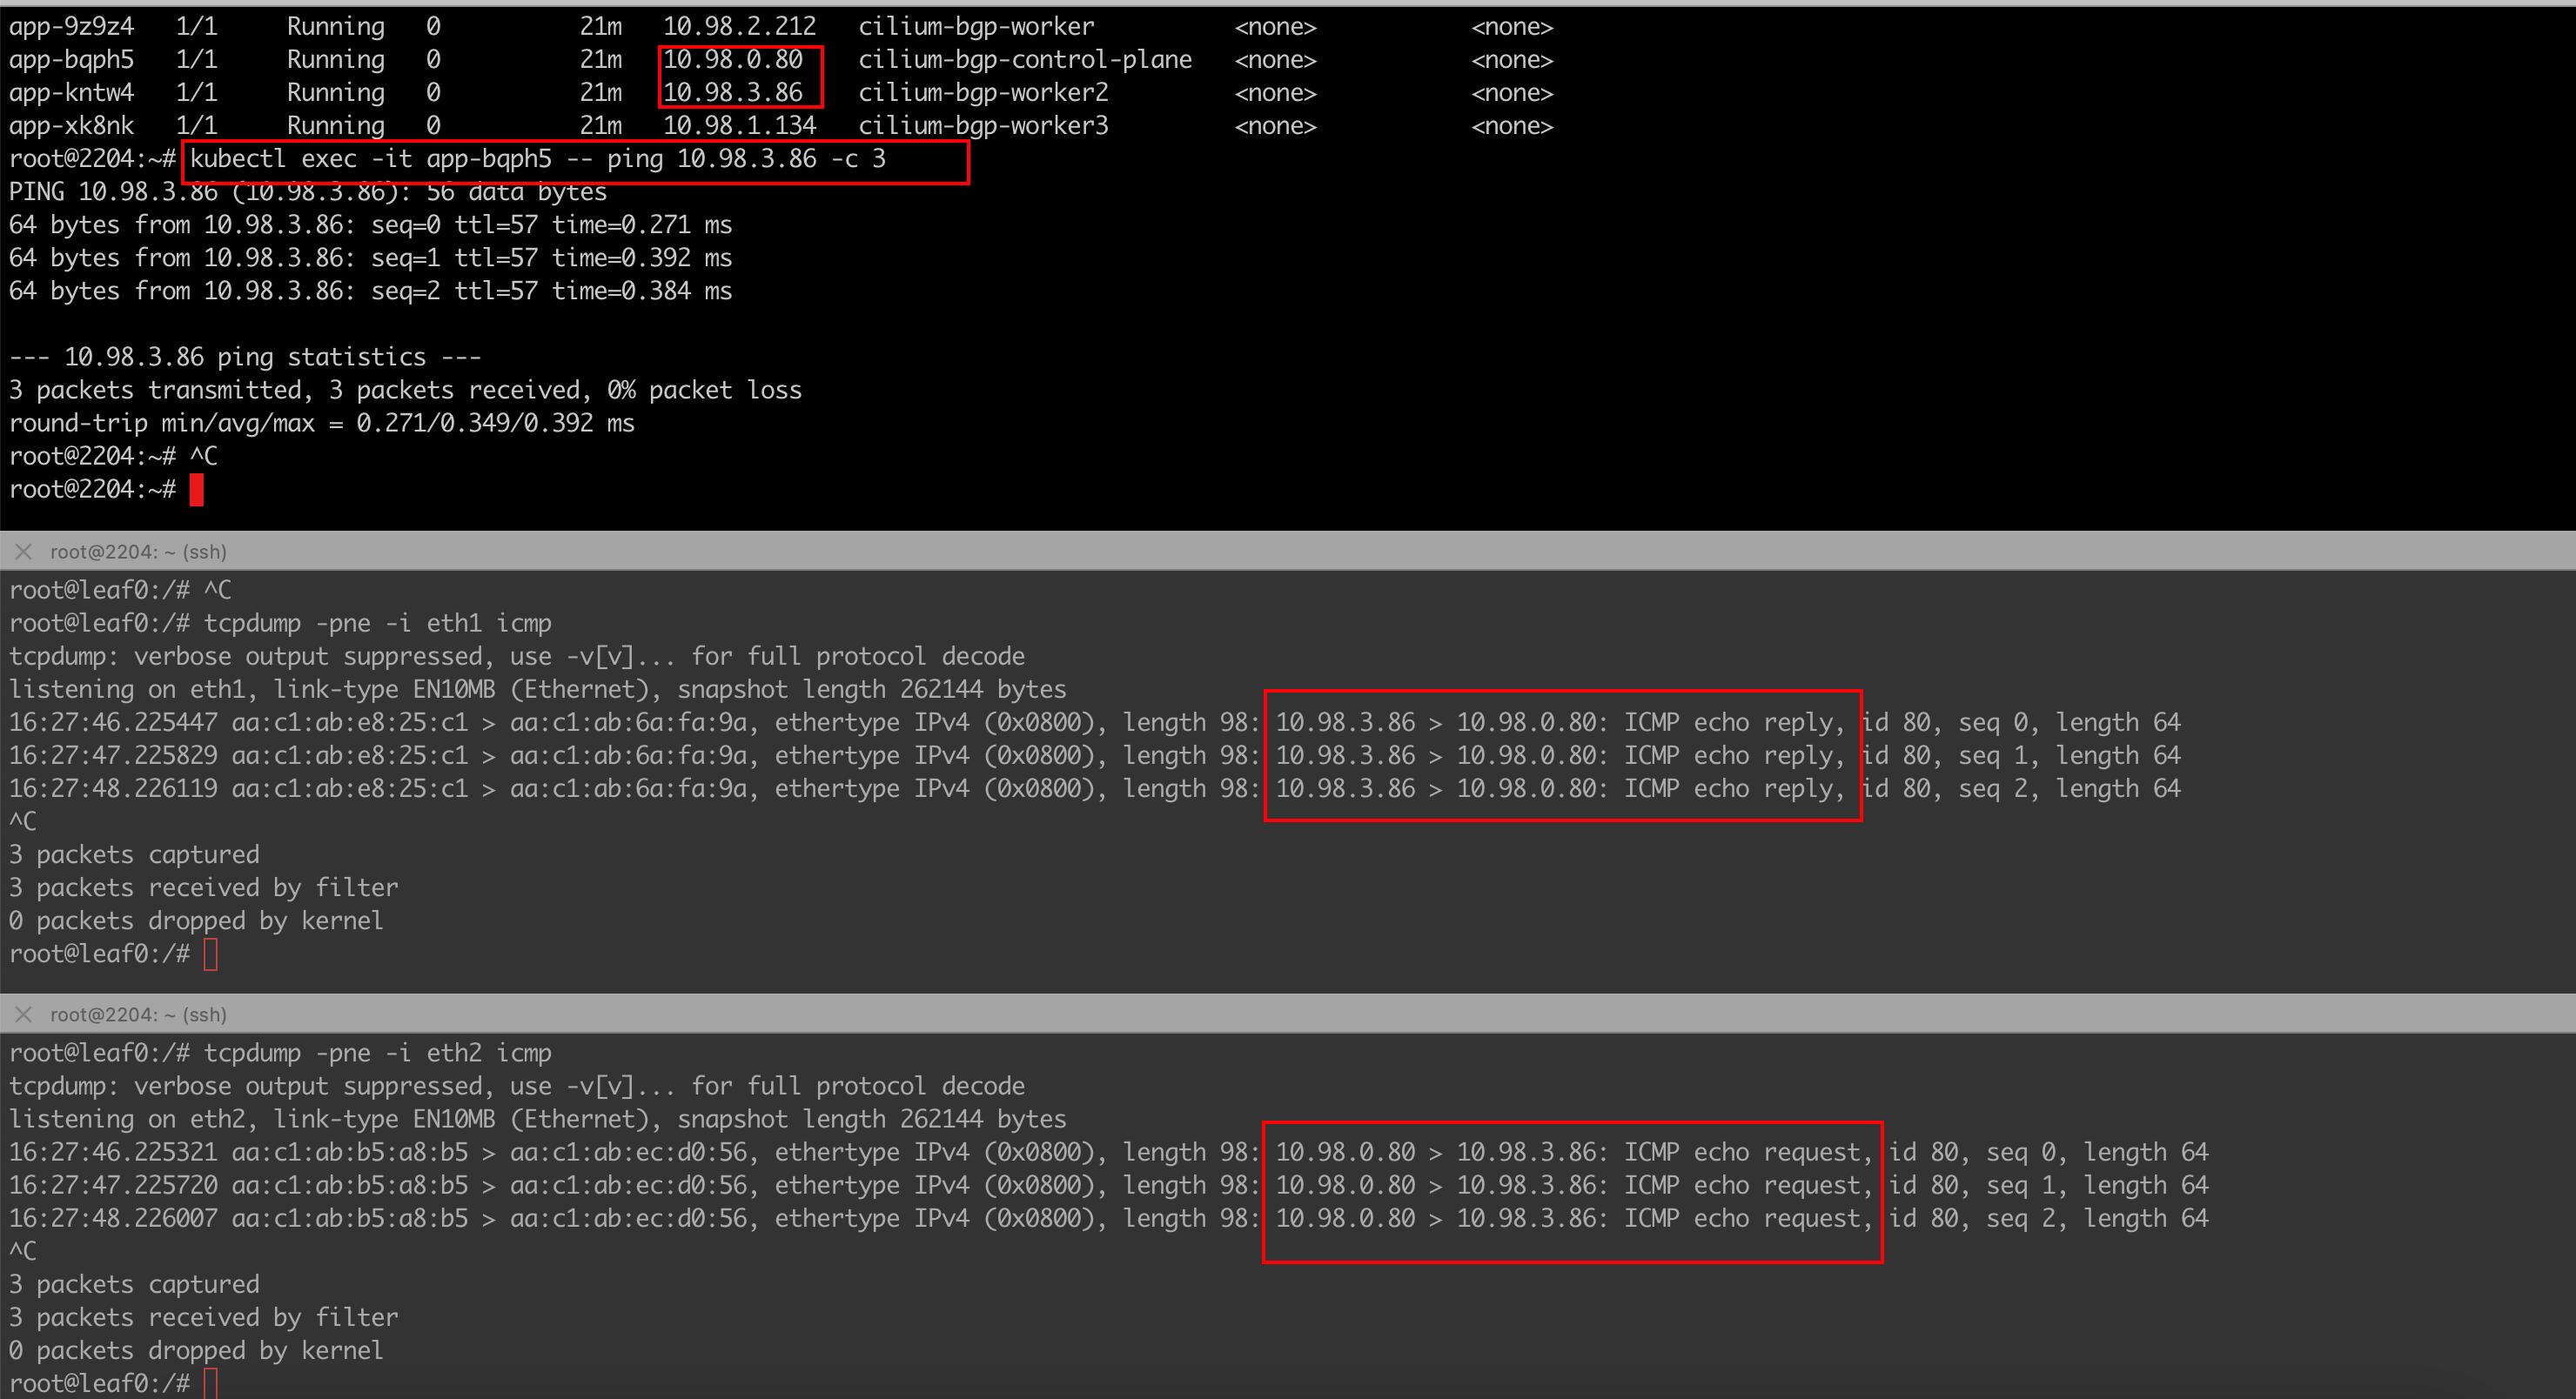 app-9z9z4   1/1     Running   0          21m   10.98.2.212   cilium-bgp-worker          <none>           <none>
app-bqph5   1/1     Running   0          21m   10.98.0.80    cilium-bgp-control-plane   <none>           <none>
app-kntw4   1/1     Running   0          21m   10.98.3.86    cilium-bgp-worker2         <none>           <none>
app-xk8nk   1/1     Running   0          21m   10.98.1.134   cilium-bgp-worker3         <none>           <none>
root@2204:~# kubectl exec -it app-bqph5 -- ping 10.98.3.86 -c 3
PING 10.98.3.86 (10.98.3.86): 56 data bytes
64 bytes from 10.98.3.86: seq=0 ttl=57 time=0.271 ms
64 bytes from 10.98.3.86: seq=1 ttl=57 time=0.392 ms
64 bytes from 10.98.3.86: seq=2 ttl=57 time=0.384 ms
--- 10.98.3.86 ping statistics ---
3 packets transmitted, 3 packets received, 0% packet loss
round-trip min/avg/max = 0.271/0.349/0.392 ms
root@2204:~# ^C
root@2204:~#
root@2204: ~ (ssh)
root@leaf0:/# ^C
root@leaf0:/# tcpdump -pne -i eth1 icmp
tcpdump: verbose output suppressed, use -v[v]... for full protocol decode
listening on eth1, link-type EN10MB (Ethernet), snapshot length 262144 bytes
16:27:46.225447 aa:c1:ab:e8:25:c1 > aa:c1:ab:6a:fa:9a, ethertype IPv4 (0x0800), length 98: 10.98.3.86 > 10.98.0.80: ICMP echo reply, id 80, seq 0, length 64
16:27:47.225829 aa:c1:ab:e8:25:c1 > aa:c1:ab:6a:fa:9a, ethertype IPv4 (0x0800), length 98: 10.98.3.86 > 10.98.0.80: ICMP echo reply, id 80, seq 1, length 64
16:27:48.226119 aa:c1:ab:e8:25:c1 > aa:c1:ab:6a:fa:9a, ethertype IPv4 (0x0800), length 98: 10.98.3.86 > 10.98.0.80: ICMP echo reply, id 80, seq 2, length 64
^C
3 packets captured
3 packets received by filter
0 packets dropped by kernel
root@leaf0:/#
root@2204: ~ (ssh)
root@leaf0:/# tcpdump -pne -i eth2 icmp
tcpdump: verbose output suppressed, use -v[v]... for full protocol decode
listening on eth2, link-type EN10MB (Ethernet), snapshot length 262144 bytes
16:27:46.225321 aa:c1:ab:b5:a8:b5 > aa:c1:ab:ec:d0:56, ethertype IPv4 (0x0800), length 98: 10.98.0.80 > 10.98.3.86: ICMP echo request, id 80, seq 0, length 64
16:27:47.225720 aa:c1:ab:b5:a8:b5 > aa:c1:ab:ec:d0:56, ethertype IPv4 (0x0800), length 98: 10.98.0.80 > 10.98.3.86: ICMP echo request, id 80, seq 1, length 64
16:27:48.226007 aa:c1:ab:b5:a8:b5 > aa:c1:ab:ec:d0:56, ethertype IPv4 (0x0800), length 98: 10.98.0.80 > 10.98.3.86: ICMP echo request, id 80, seq 2, length 64
^C
3 packets captured
3 packets received by filter
0 packets dropped by kernel
root@leaf0:/#